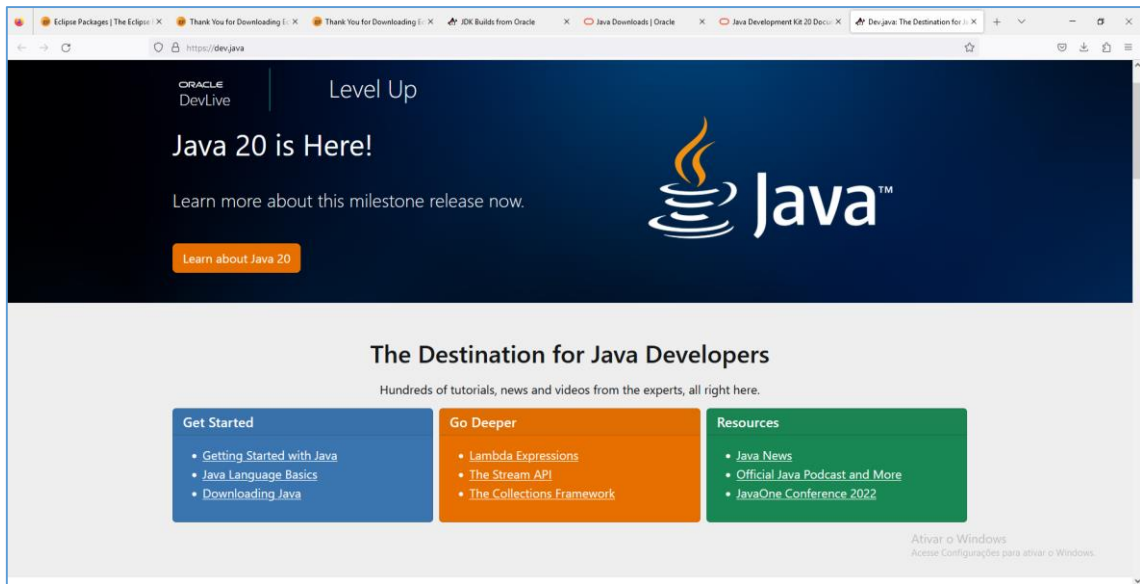 Eclipse Packages | The Eclipse
Thank You for Downloading Ec
Thank You for Downloading Ec
JDK Builds from Oracle
Java Downloads | Oracle
Java Development Kit 20 Docu
Dev.java: The Destination for Ja
https://dev.java
ORACLE
DevLive
Level Up
Java 20 is Here!
Learn more about this milestone release now.
Learn about Java 20
Java™
The Destination for Java Developers
Hundreds of tutorials, news and videos from the experts, all right here.
Get Started
• Getting Started with Java
• Java Language Basics
• Downloading Java
Go Deeper
• Lambda Expressions
• The Stream API
• The Collections Framework
Resources
• Java News
• Official Java Podcast and More
• JavaOne Conference 2022
Ativar o Windows
Acesse Configurações para ativar o Windows.